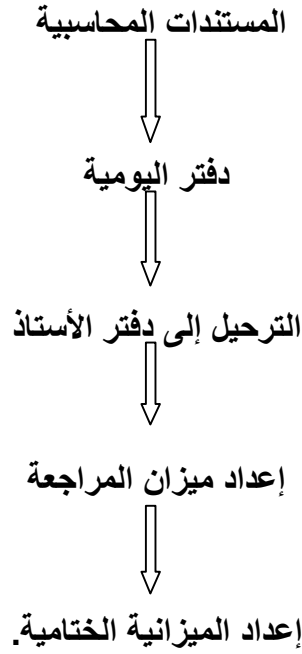 المستندات المحاسبية
دفتر اليومية
الترحيل إلى دفتر الأستاذ
إعداد ميزان المراجعة
إعداد الميزانية الختامية.